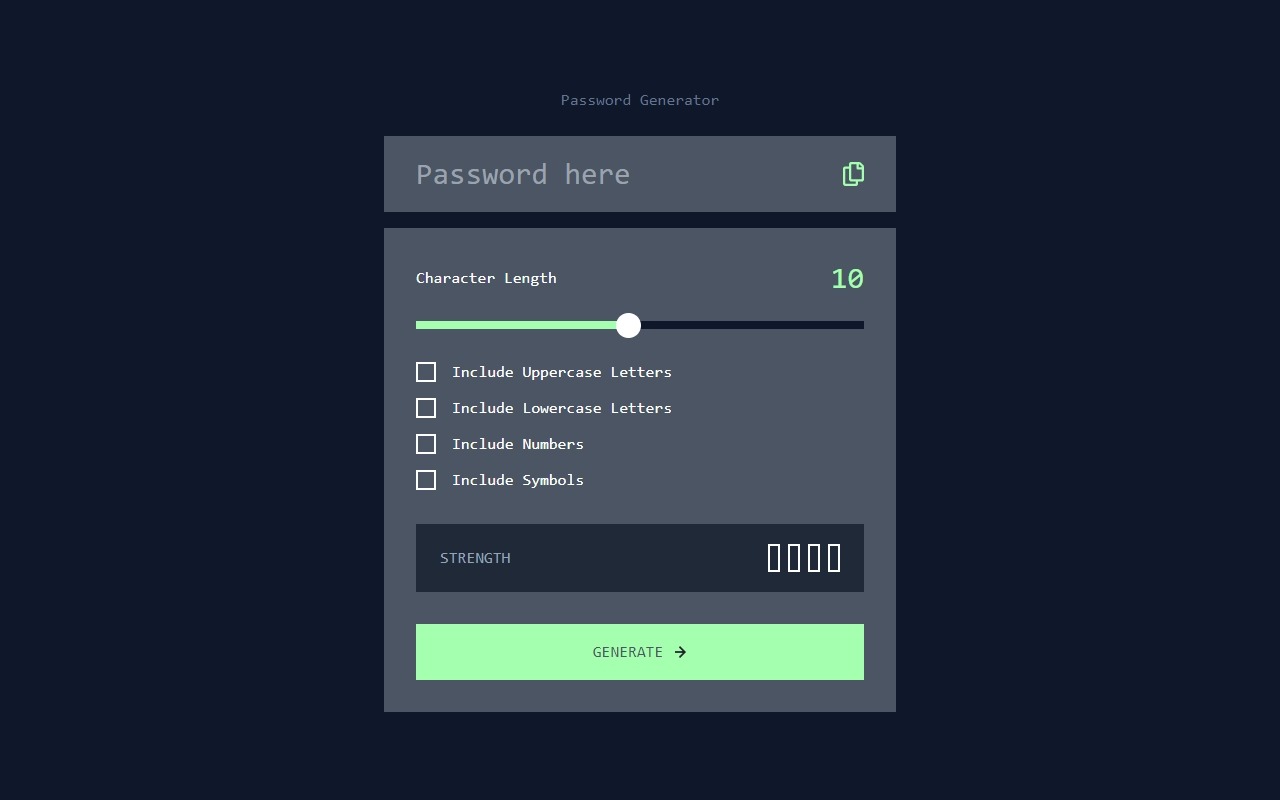 Password Generator
Password here
Character Length 10
Include Uppercase Letters
Include Lowercase Letters
Include Numbers
Include Symbols
STRENGTH
GENERATE →